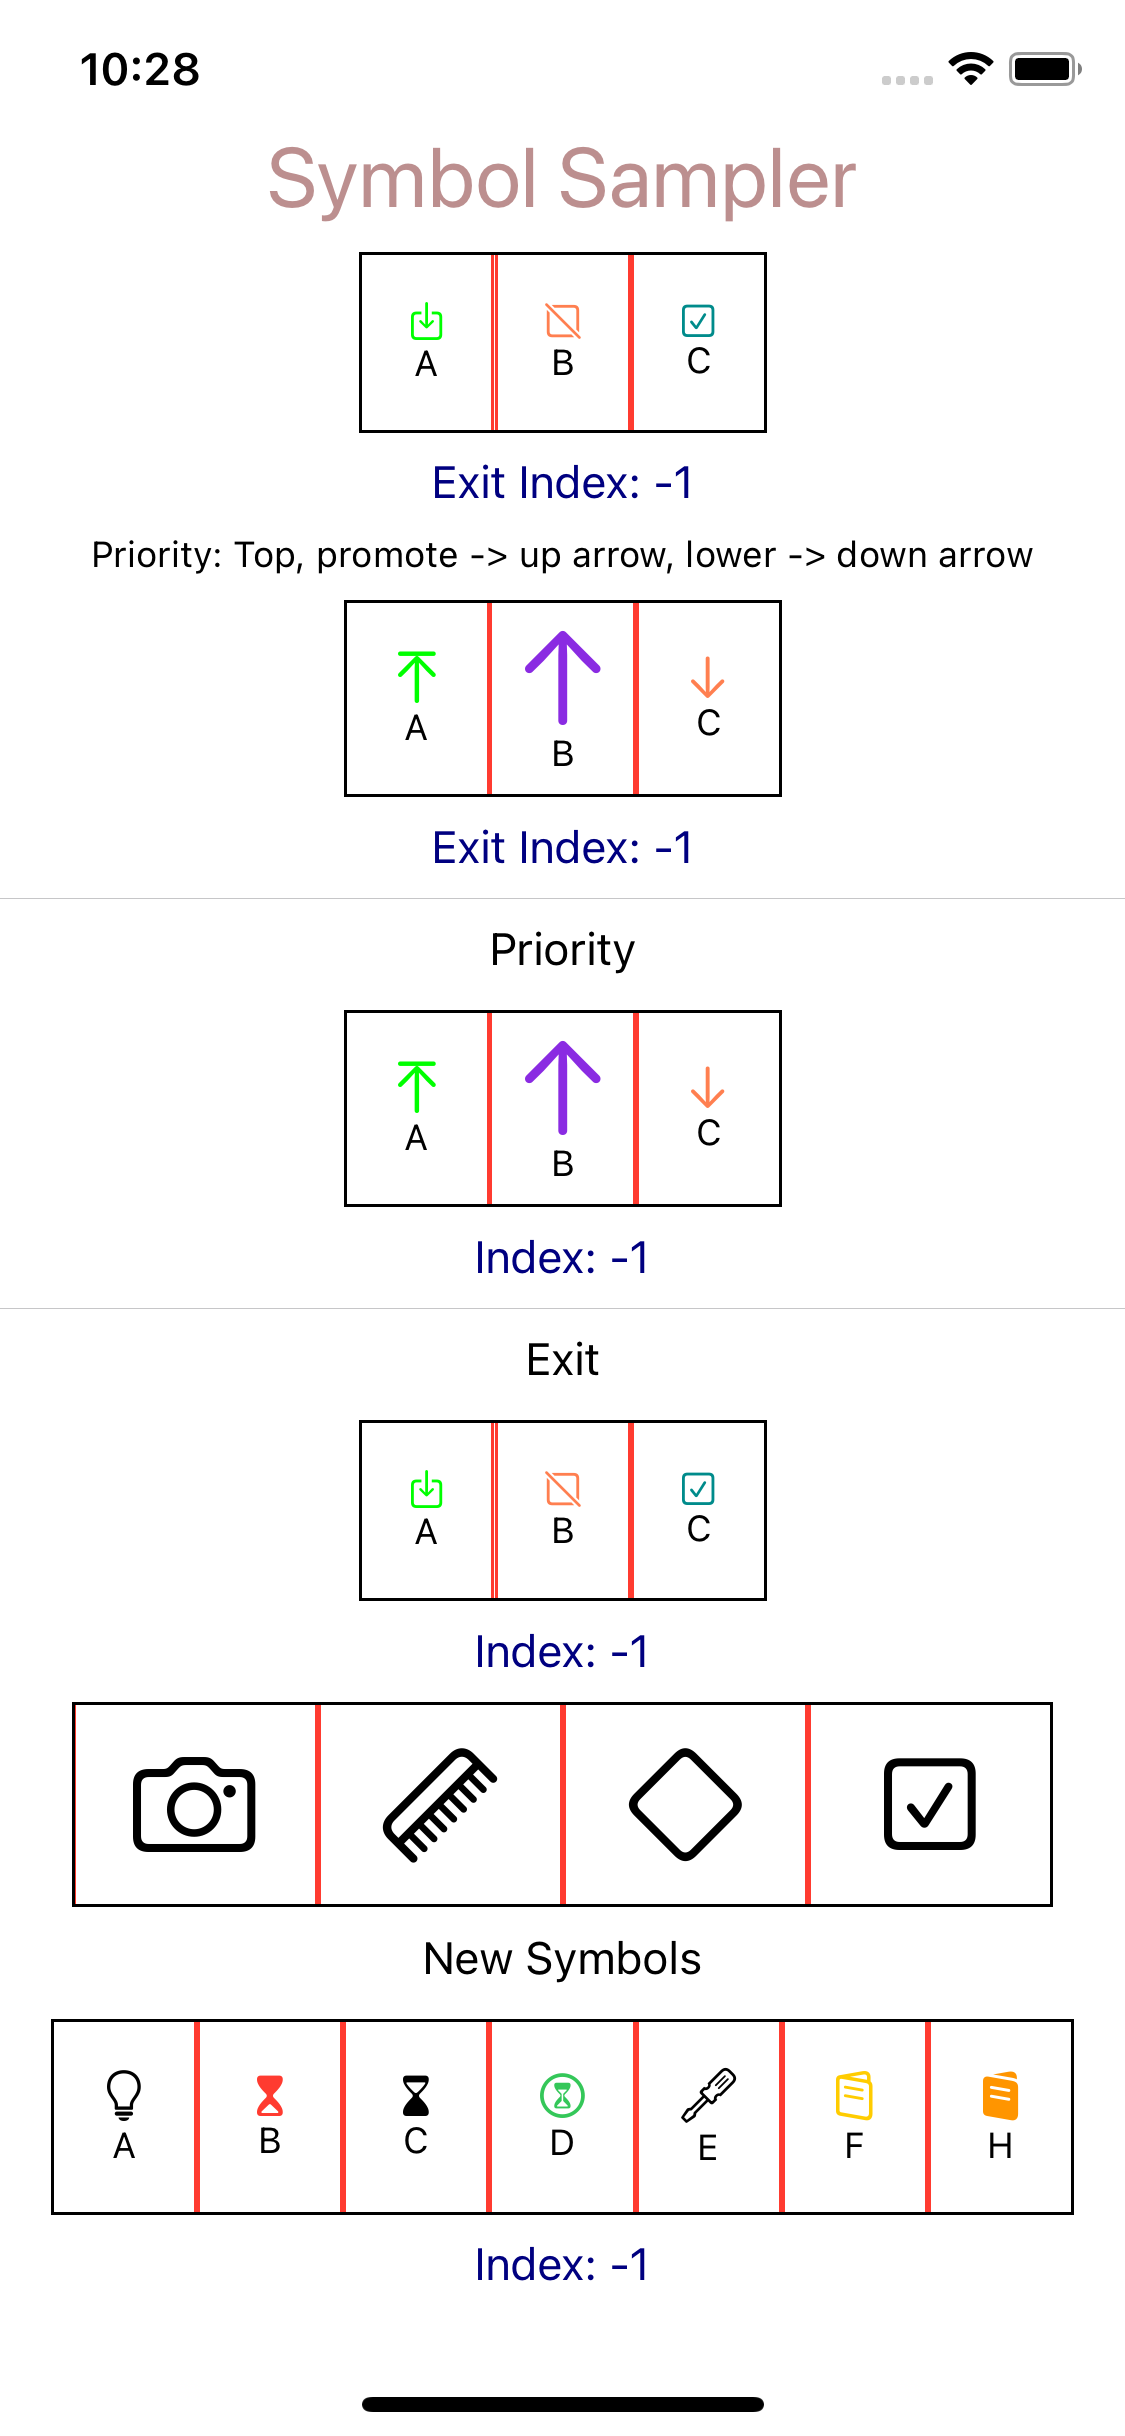 10:28
Symbol Sampler
A B C
Exit Index: -1
Priority: Top, promote -> up arrow, lower -> down arrow
A B C
Exit Index: -1
Priority
A B C
Index: -1
Exit
A B C
Index: -1
New Symbols
A B C D E F H
Index: -1